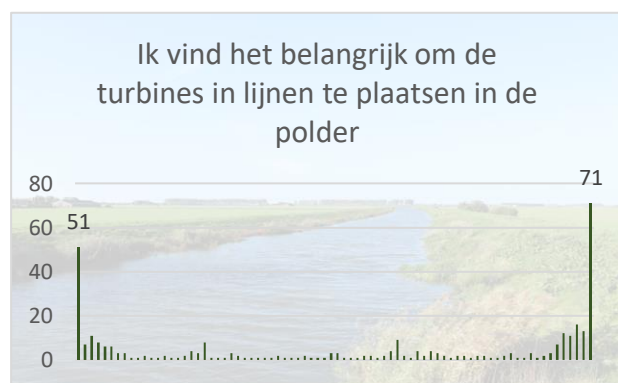 Ik vind het belangrijk om de
turbines in lijnen te plaatsen in de
polder
80
71
60
51
40
20
0